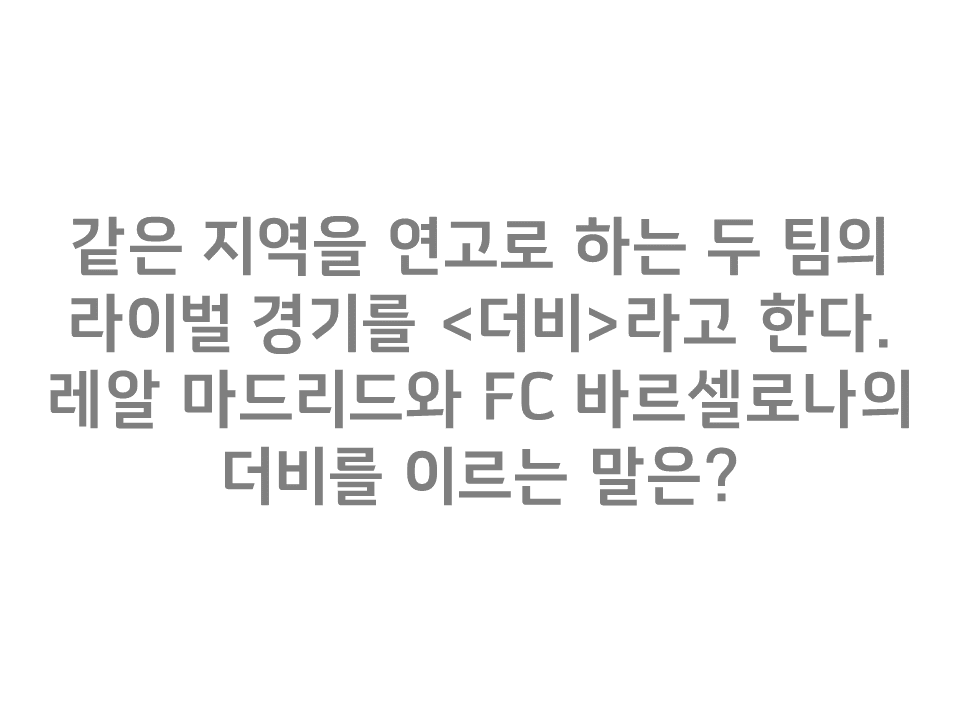 같은 지역을 연고로 하는 두 팀의
라이벌 경기를 <더비>라고 한다.
레알 마드리드와 FC 바르셀로나의
더비를 이르는 말은?